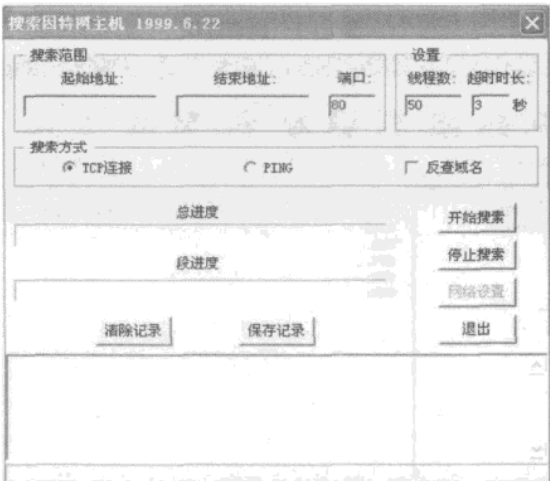 搜索因特网主机 1999.6.22
搜索范围
设置
起始地址: 结束地址: 端口: 线程数: 超时时长:
80 50 3 秒
搜索方式
TCP连接 PING 反查域名
总进度
开始搜索
停止搜索
段进度
网络设置
清除记录 保存记录 退出